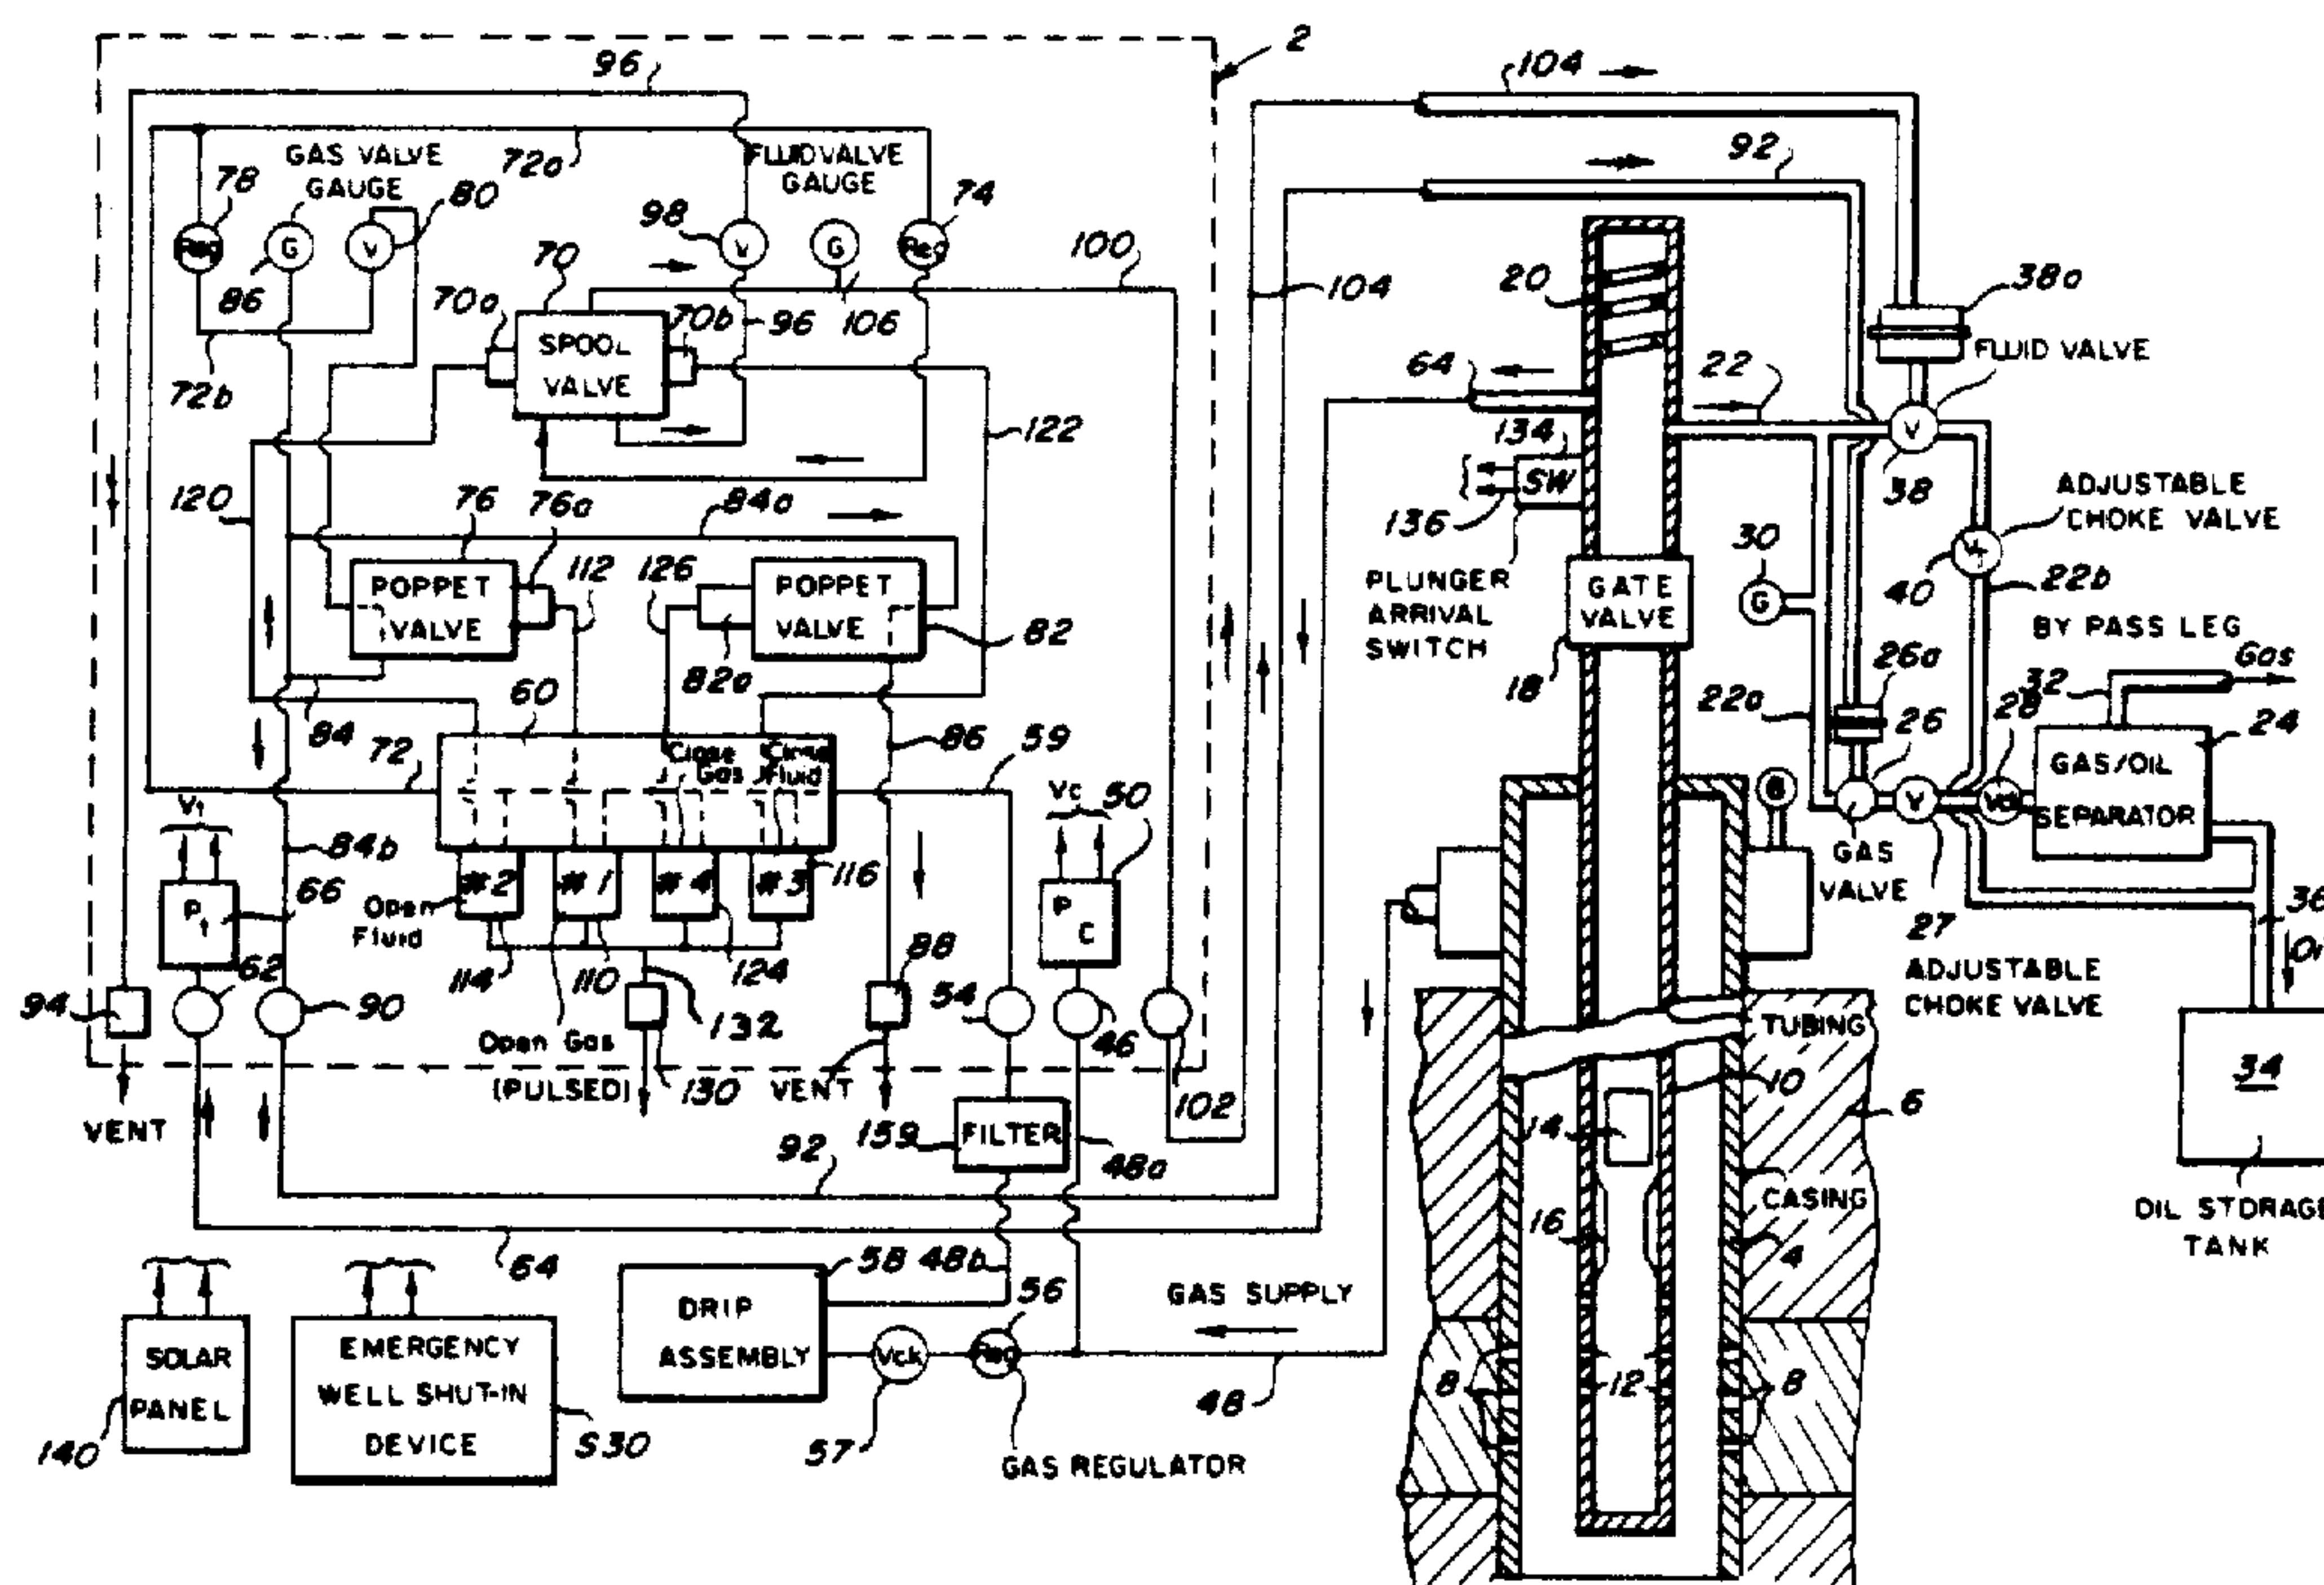 2
96
104
GAS VALVE
GAUGE
72a
FLUID VALVE
GAUGE
92
78
80
74
Reg
G
V
98
V
G
Reg
100
86
70
70a
70b
96
106
104
20
38a
SPOOL
VALVE
FLUID VALVE
72b
64
22
122
134
SW
V
38
120
76
76a
84a
136
ADJUSTABLE
CHOKE VALVE
30
G
40
POPPET
VALVE
112
126
POPPET
VALVE
82
PLUNGER
ARRIVAL
SWITCH
GATE
VALVE
22b
BY PASS LEG
82a
18
26a
Gas
84
60
22a
26
32
28
24
72
Close
Gas
Close
Fluid
86
59
GAS/OIL
SEPARATOR
Vt
Vc
50
G
V
Vck
84b
#2
#1
#4
#3
116
GAS
VALVE
66
Pt
Open
Fluid
P
C
36
27
62
114
110
124
88
ADJUSTABLE
CHOKE VALVE
94
90
132
54
46
TUBING
Open Gas
(PULSED)
130
VENT
102
10
34
VENT
6
159
FILTER
14
48a
92
CASING
16
OIL STORAGE
TANK
64
58
48b
4
GAS SUPPLY
56
DRIP
ASSEMBLY
Vck
Reg
SOLAR
PANEL
EMERGENCY
WELL SHUT-IN
DEVICE
8
12
8
48
140
S30
57
GAS REGULATOR